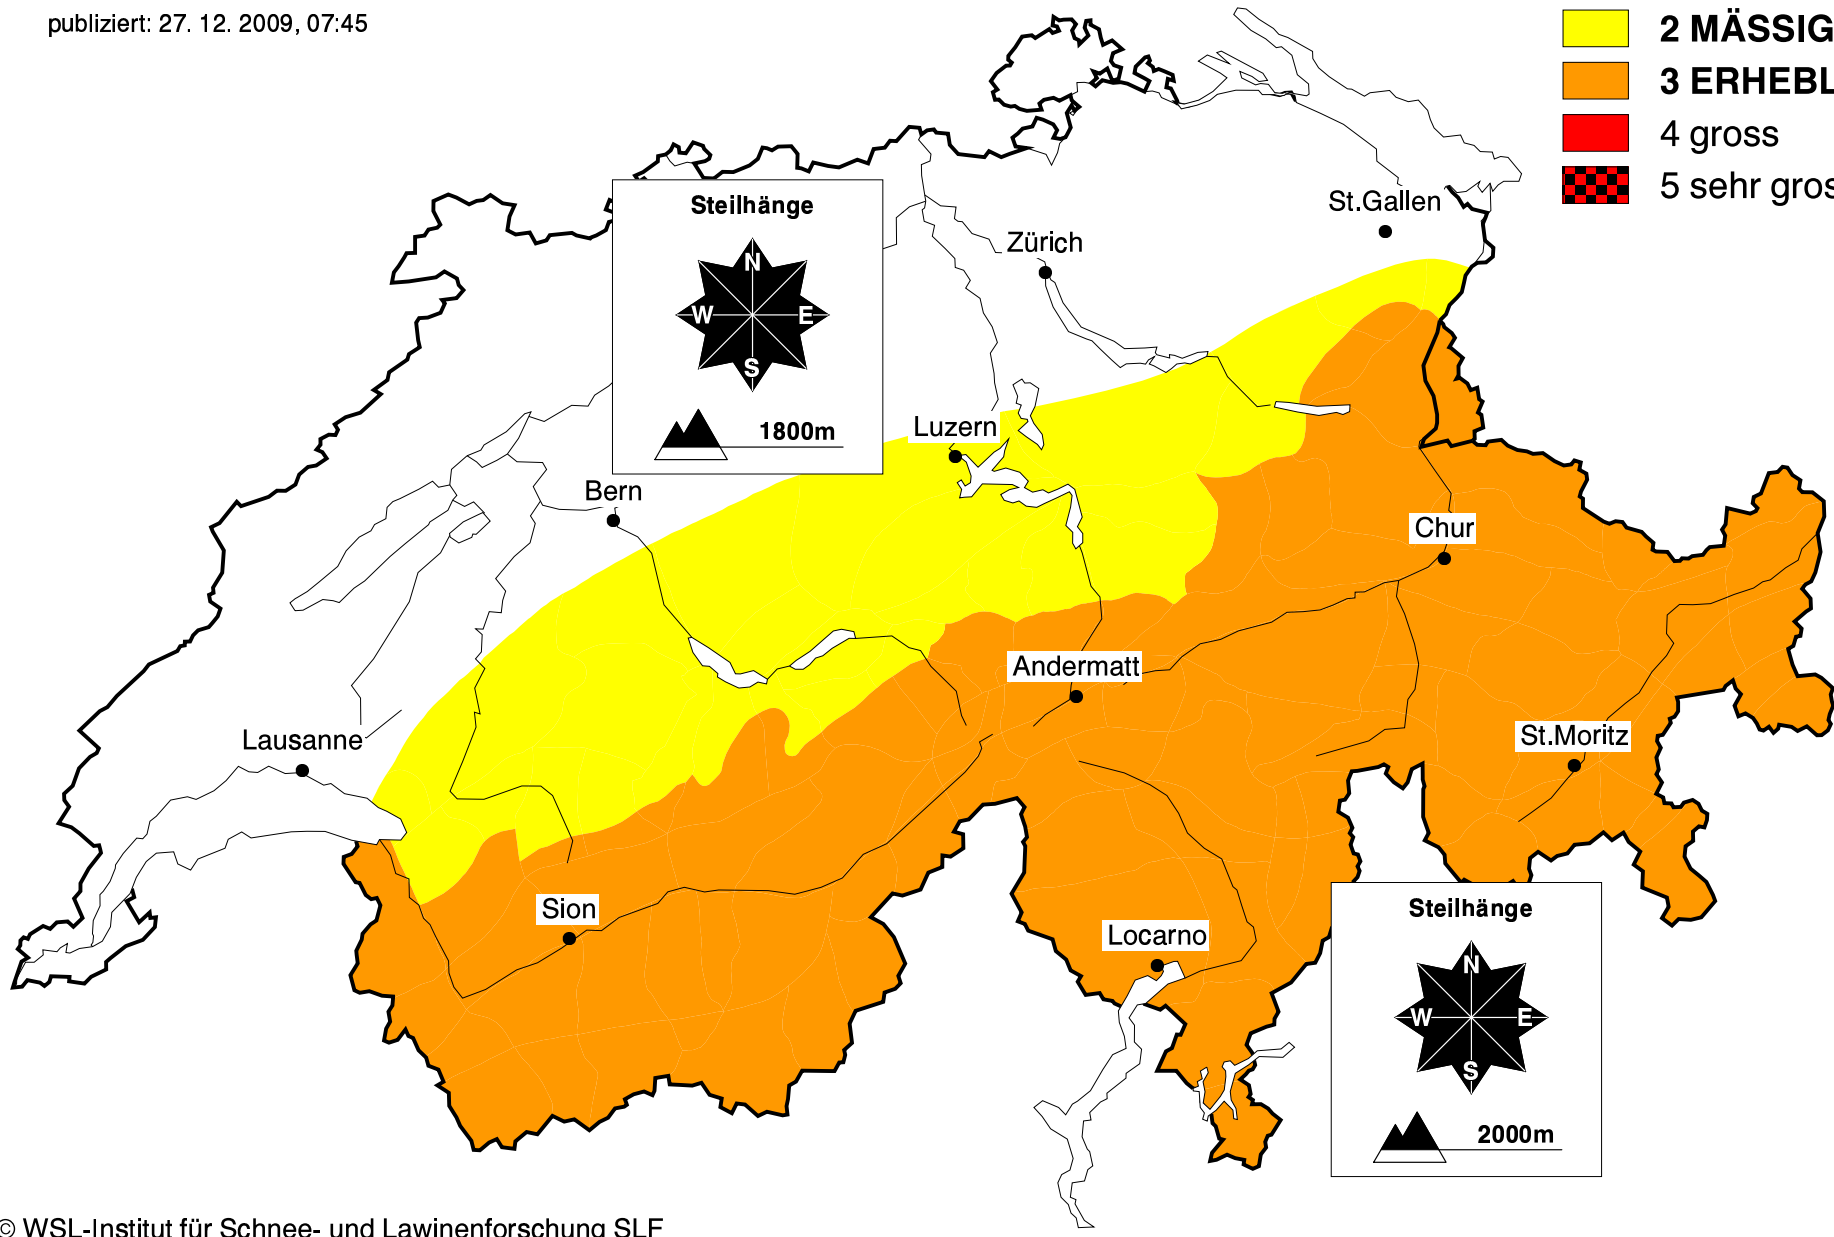 publiziert: 27. 12. 2009, 07:45
2 MÄSSIG
3 ERHEBL
4 gross
5 sehr gros
Steilhänge
N
W E
S
1800m
St.Gallen
Zürich
Luzern
Bern
Chur
Andermatt
Lausanne
St.Moritz
Sion
Locarno
Steilhänge
N
W E
S
2000m
© WSL-Institut für Schnee- und Lawinenforschung SLF